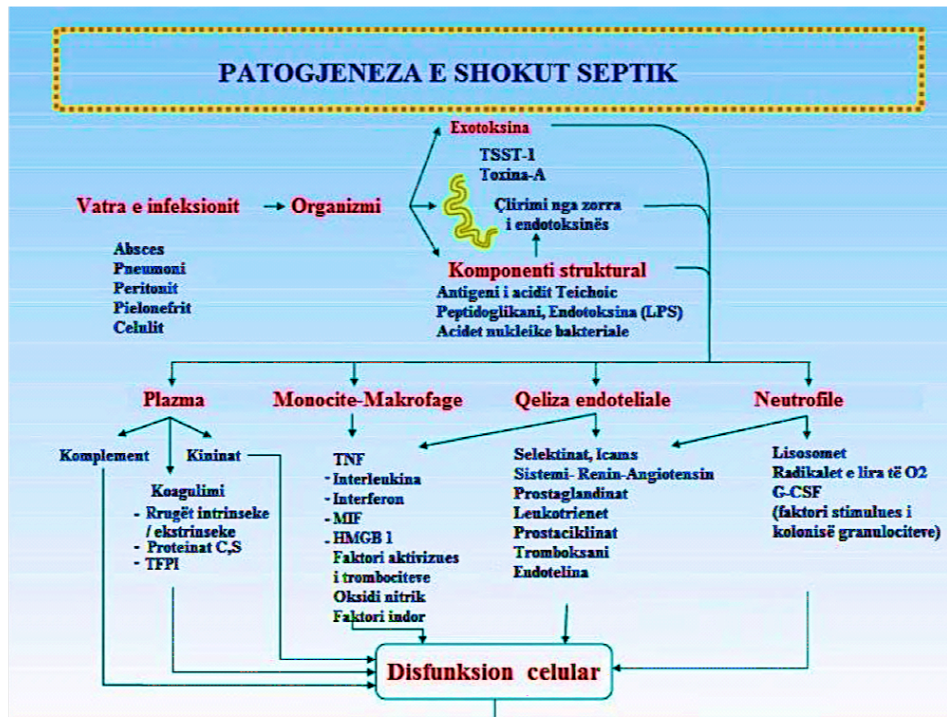 PATOGJENEZA E SHOKUT SEPTIK
Exotoksina
TSST-1
Toxina-A
Vatra e infeksionit
Organizmi
Çlirimi nga zorra
i endotoksinës
Absces
Pneumoni
Peritonit
Pielonefrit
Celulit
Komponenti struktural
Antigeni i acidit Teichoic
Peptidoglikani, Endotoksina (LPS)
Acidet nukleike bakteriale
Plazma
Monocite-Makrofage
Qeliza endoteliale
Neutrofile
Komplement
Kininat
Koagulimi
- Rrugët intrinseke
/ ekstrinseke
- Proteinat C,S
- TFPI
TNF
- Interleukina
- Interferon
- MIF
- HMGB 1
Faktori aktivizues
i trombociteve
Oksidi nitrik
Faktori indor
Selektinat, Icams
Sistemi- Renin-Angiotensin
Prostaglandinat
Leukotrienet
Prostaciklinat
Tromboksani
Endotelina
Lisosomet
Radikalet e lira të O2
G-CSF
(faktori stimulues i
kolonisë granulociteve)
Disfunksion celular